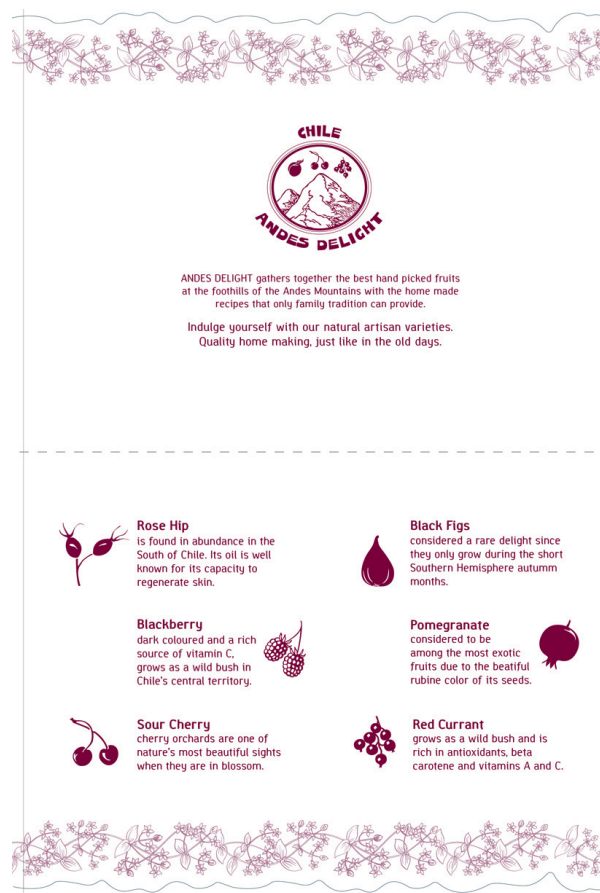 CHILE
ANDES DELIGHT
ANDES DELIGHT gathers together the best hand picked fruits
at the foothills of the Andes Mountains with the home made
recipes that only family tradition can provide.
Indulge yourself with our natural artisan varieties.
Quality home making, just like in the old days.
Rose Hip
is found in abundance in the
South of Chile. Its oil is well
known for its capacity to
regenerate skin.
Black Figs
considered a rare delight since
they only grow during the short
Southern Hemisphere autumm
months.
Blackberry
dark coloured and a rich
source of vitamin C,
grows as a wild bush in
Chile's central territory.
Pomegranate
considered to be
among the most exotic
fruits due to the beatiful
rubine color of its seeds.
Sour Cherry
cherry orchards are one of
nature's most beautiful sights
when they are in blossom.
Red Currant
grows as a wild bush and is
rich in antioxidants, beta
carotene and vitamins A and C.